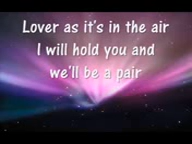 Lover as it's in the air
I will hold you and
we'll be a pair